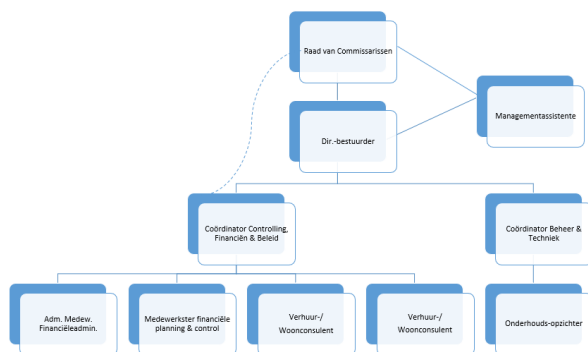 Raad van Commissarissen
Managementassistente
Dir.-bestuurder
Coördinator Controlling,
Financiën & Beleid
Coördinator Beheer &
Techniek
Adm. Medew.
Financiëleadmin.
Medewerkster financiële
planning & control
Verhuur-/
Woonconsulent
Verhuur-/
Woonconsulent
Onderhouds-opzichter